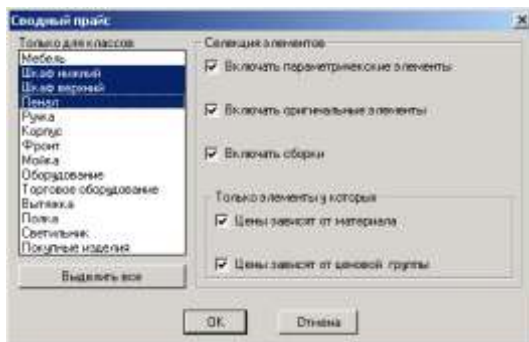 Сводный прайс
Только для классов
Мебель
Шкаф нижний
Шкаф верхний
Пенал
Ручка
Корпус
Фронт
Мойка
Оборудование
Торговое оборудование
Вытяжка
Полка
Светильник
Покупные изделия
Выделить все
Селекция элементов
Включать параметрические элементы
Включать оригинальные элементы
Включать сборки
Только элементы у которых
Цены зависят от материала
Цены зависят от ценовой группы
OK
Отмена